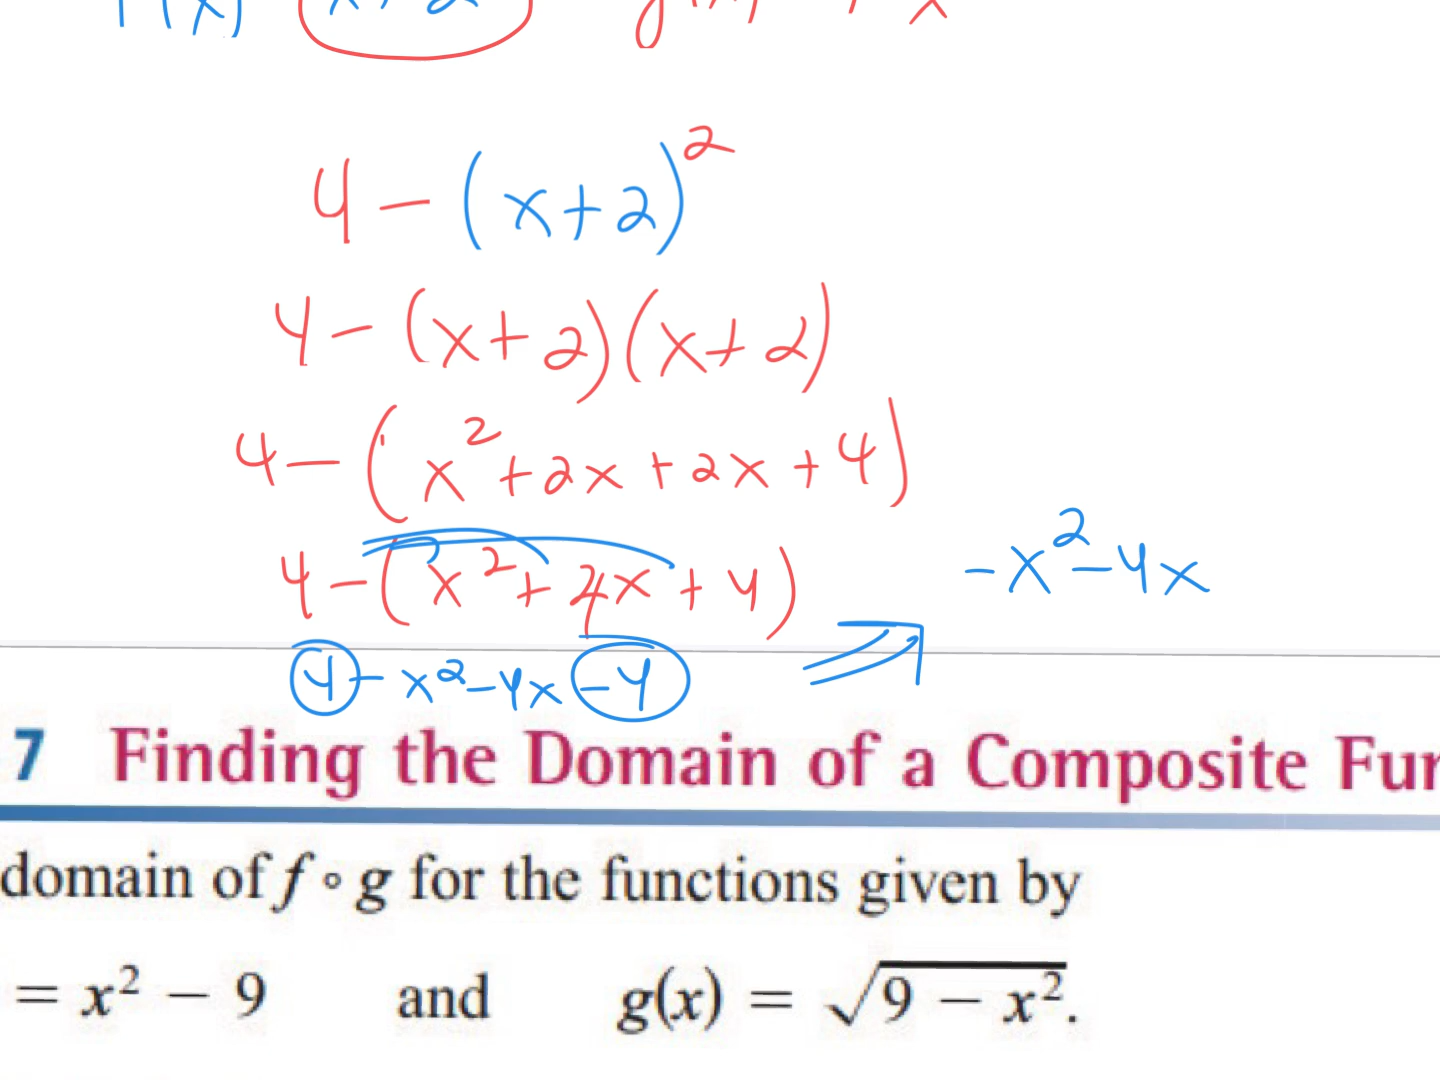 4 - (x+2)²
4 - (x+2)(x+2)
4 - (x² + 2x + 2x + 4)
4 - (x² + 4x + 4)
-x² - 4x
4 - x² - 4x - 4
7 Finding the Domain of a Composite Fun
domain of f ∘ g for the functions given by
= x² − 9 and g(x) = √9 − x².